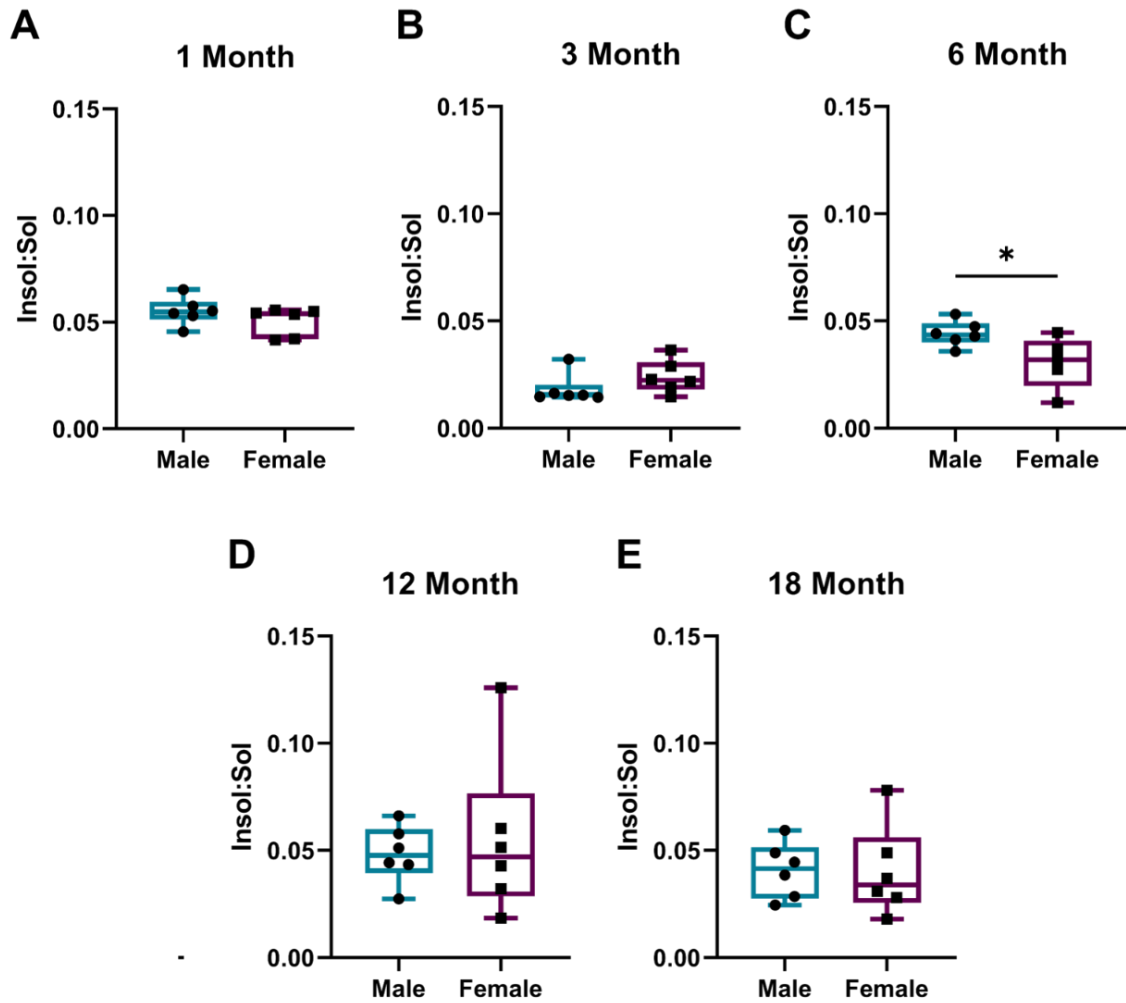 A
1 Month
0.15
0.10
0.05
0.00
Insol:Sol
Male Female
B
3 Month
0.15
0.10
0.05
0.00
Insol:Sol
Male Female
C
6 Month
0.15
0.10
0.05
0.00
Insol:Sol
*
Male Female
D
12 Month
0.15
0.10
0.05
0.00
Insol:Sol
Male Female
-
E
18 Month
0.15
0.10
0.05
0.00
Insol:Sol
Male Female